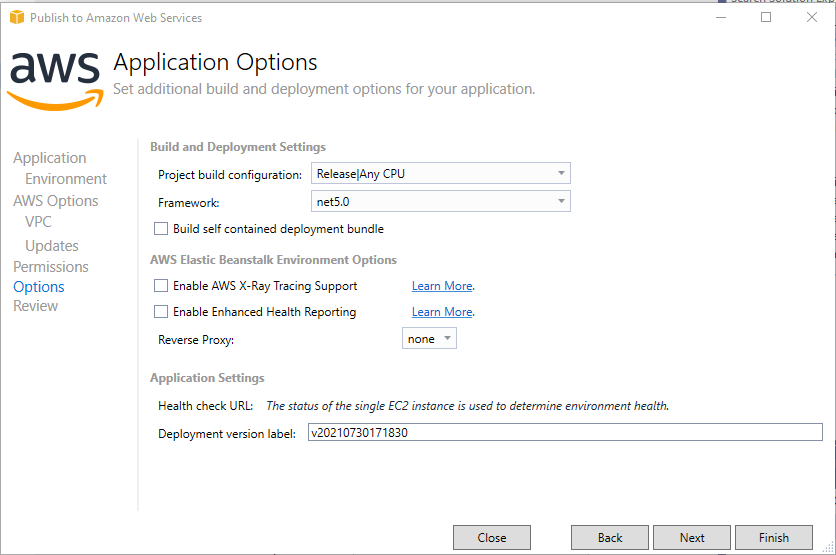 Search Solution Exp
Publish to Amazon Web Services
aws
Application Options
Set additional build and deployment options for your application.
Application
Environment
AWS Options
VPC
Updates
Permissions
Options
Review
Build and Deployment Settings
Project build configuration: Release|Any CPU
Framework: net5.0
Build self contained deployment bundle
AWS Elastic Beanstalk Environment Options
Enable AWS X-Ray Tracing Support Learn More.
Enable Enhanced Health Reporting Learn More.
Reverse Proxy: none
Application Settings
Health check URL: The status of the single EC2 instance is used to determine environment health.
Deployment version label: v20210730171830
Close Back Next Finish